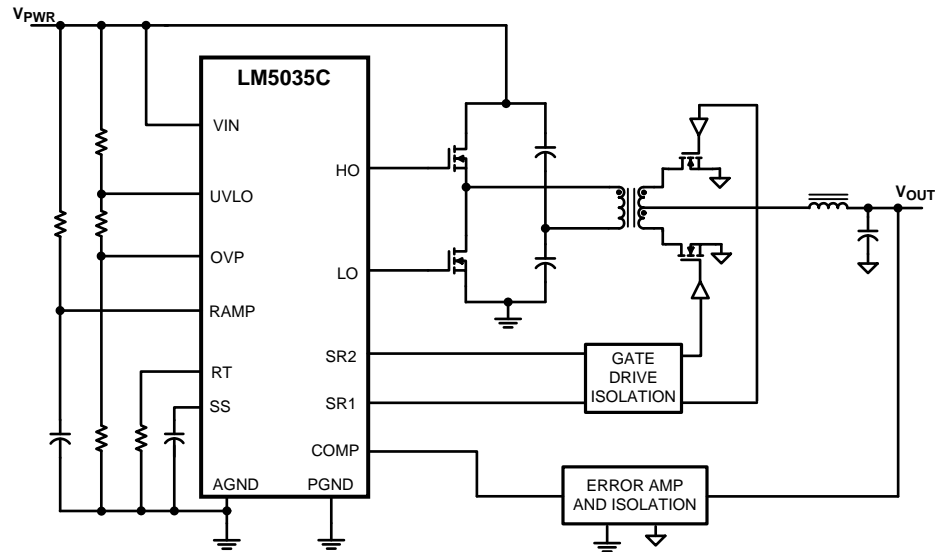 VPWR
LM5035C
VIN
HO
UVLO
VOUT
OVP
LO
RAMP
SR2
GATE
DRIVE
ISOLATION
RT
SR1
SS
COMP
ERROR AMP
AND ISOLATION
AGND
PGND